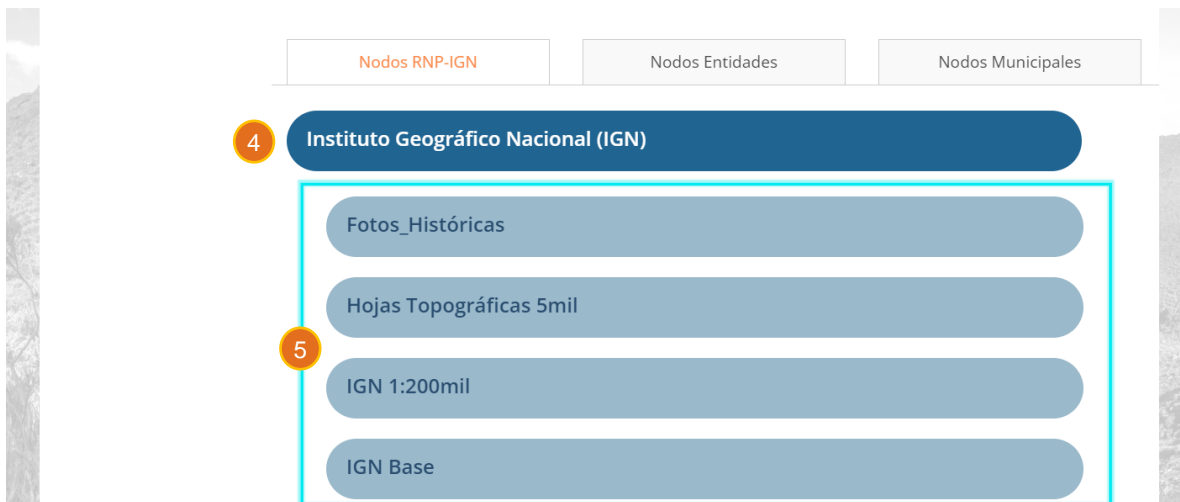 Nodos RNP-IGN Nodos Entidades Nodos Municipales
4 Instituto Geográfico Nacional (IGN)
Fotos_Históricas
Hojas Topográficas 5mil
5
IGN 1:200mil
IGN Base